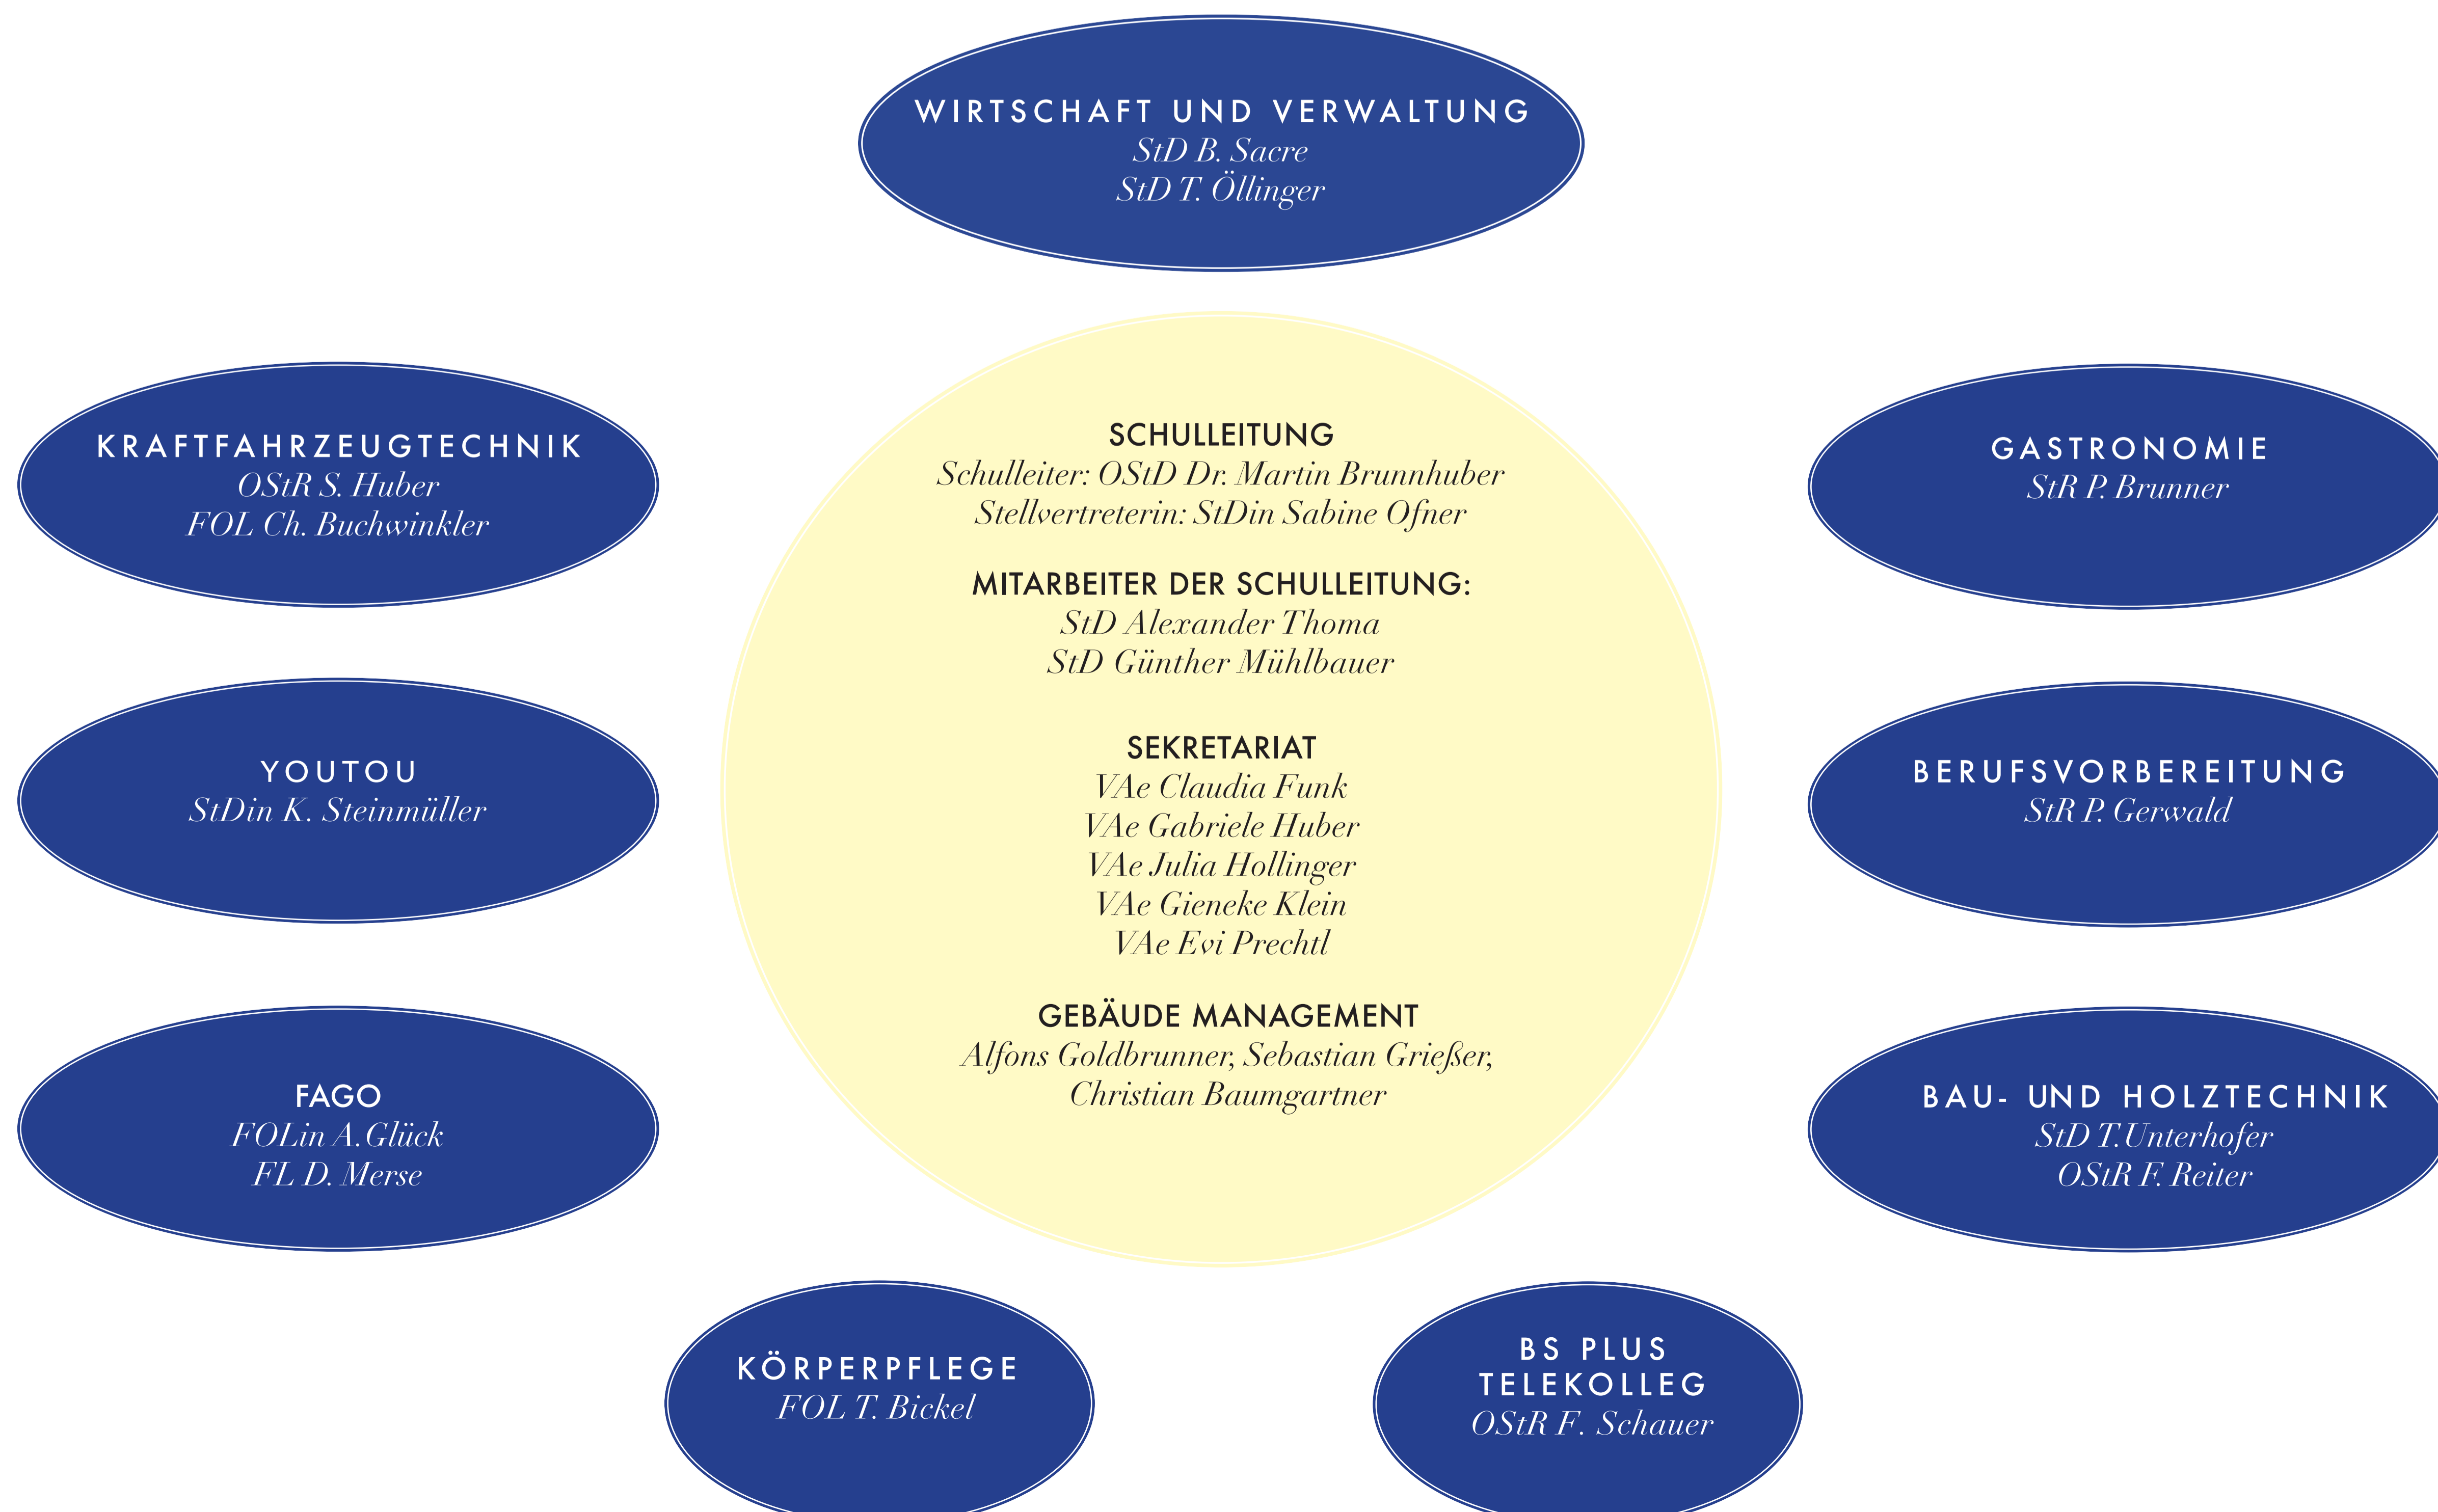 WIRTSCHAFT UND VERWALTUNG
StD B. Sacre
StD T. Öllinger
KRAFTFAHRZEUGTECHNIK
OStR S. Huber
FOL Ch. Buchwinkler
SCHULLEITUNG
Schulleiter: OStD Dr. Martin Brunnhuber
Stellvertreterin: StDin Sabine Ofner
MITARBEITER DER SCHULLEITUNG:
StD Alexander Thoma
StD Günther Mühlbauer
SEKRETARIAT
VAe Claudia Funk
VAe Gabriele Huber
VAe Julia Hollinger
VAe Gieneke Klein
VAe Evi Prechtl
GEBÄUDE MANAGEMENT
Alfons Goldbrunner, Sebastian Grießer,
Christian Baumgartner
GASTRONOMIE
StR P. Brunner
YOUTOU
StDin K. Steinmüller
BERUFSVORBEREITUNG
StR P. Gerwald
FAGO
FOLin A.Glück
FL D. Merse
BAU- UND HOLZTECHNIK
StD T.Unterhofer
OStR F. Reiter
KÖRPERPFLEGE
FOL T. Bickel
BS PLUS
TELEKOLLEG
OStR F. Schauer